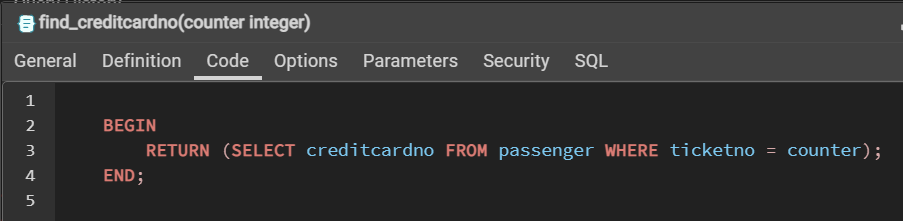 find_creditcardno(counter integer)
General Definition Code Options Parameters Security SQL
1
2 BEGIN
3 RETURN (SELECT creditcardno FROM passenger WHERE ticketno = counter);
4 END;
5